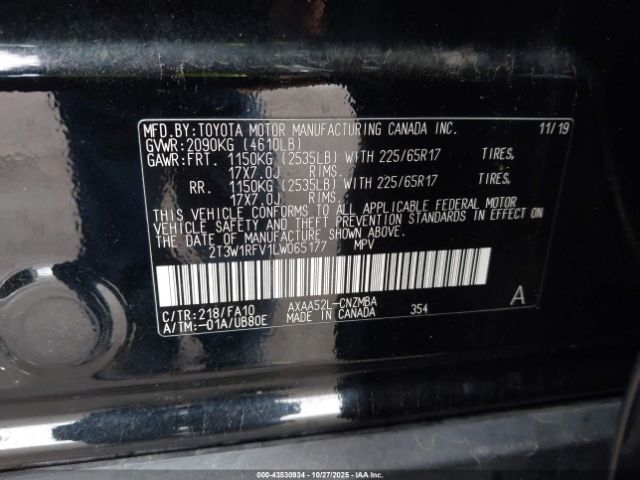 MFD.BY:TOYOTA MOTOR MANUFACTURING CANADA INC. 11/19
GVWR:2090KG (4610LB)
GAWR:FRT. 1150KG (2535LB) WITH 225/65R17 TIRES,
17X7.0J RIMS.
RR. 1150KG (2535LB) WITH 225/65R17 TIRES,
17X7.0J RIMS.
THIS VEHICLE CONFORMS TO ALL APPLICABLE FEDERAL MOTOR
VEHICLE SAFETY AND THEFT PREVENTION STANDARDS IN EFFECT ON
THE DATE OF MANUFACTURE SHOWN ABOVE.
2T3W1RFV1LW065177 MPV
C/TR:218/FA10 AXAA52L-CNZMBA A
A/TM:-01A/UB80E MADE IN CANADA 354
000-43530934 | 10/27/2025 | Copyright © IAA, LLC